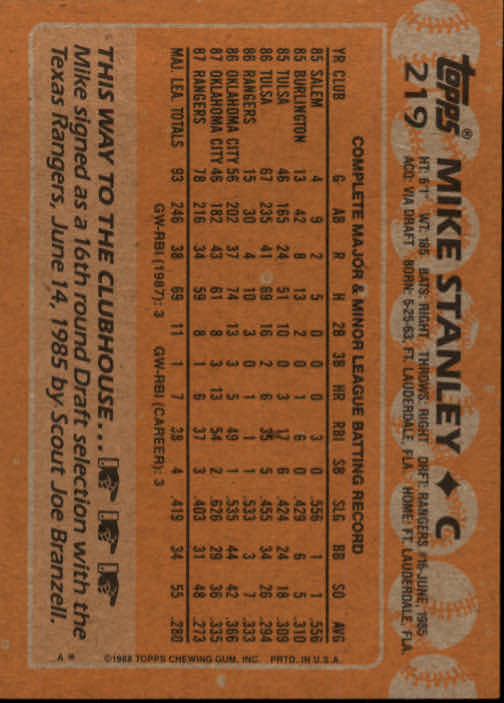 Topps®
219 MIKE STANLEY ♦ C
HT: 6'1" WT: 185 BATS: RIGHT THROWS: RIGHT DRFT: RANGERS #16-JUNE, 1985
ACQ: VIA DRAFT BORN: 6-25-63, FT. LAUDERDALE, FLA. HOME: FT. LAUDERDALE, FLA.
COMPLETE MAJOR & MINOR LEAGUE BATTING RECORD
YR CLUB G AB R H 2B 3B HR RBI SB SLG BB SO AVG
85 SALEM 4 9 2 5 0 0 0 3 0 .556 1 1 .556
85 BURLINGTON 13 42 8 13 2 0 1 6 0 .429 6 5 .310
85 TULSA 46 165 24 51 10 0 3 17 6 .424 24 18 .309
86 TULSA 67 235 41 69 16 2 6 35 5 .455 34 26 .294
86 RANGERS 15 30 4 10 3 0 1 1 1 .533 3 7 .333
86 OKLAHOMA CITY 56 202 37 74 13 3 5 49 1 .535 44 42 .366
87 OKLAHOMA CITY 46 182 43 61 8 3 13 54 2 .626 29 36 .335
87 RANGERS 78 216 34 59 8 1 6 37 3 .403 31 48 .273
MAJ. LEA. TOTALS 93 246 38 69 11 1 7 38 4 .419 34 55 .280
GW-RBI (1987): 3 GW-RBI (CAREER): 3
THIS WAY TO THE CLUBHOUSE...
Mike signed as a 16th round Draft selection with the
Texas Rangers, June 14, 1985 by Scout Joe Branzell.
A * ©1988 TOPPS CHEWING GUM, INC. PRTD. IN U.S.A.